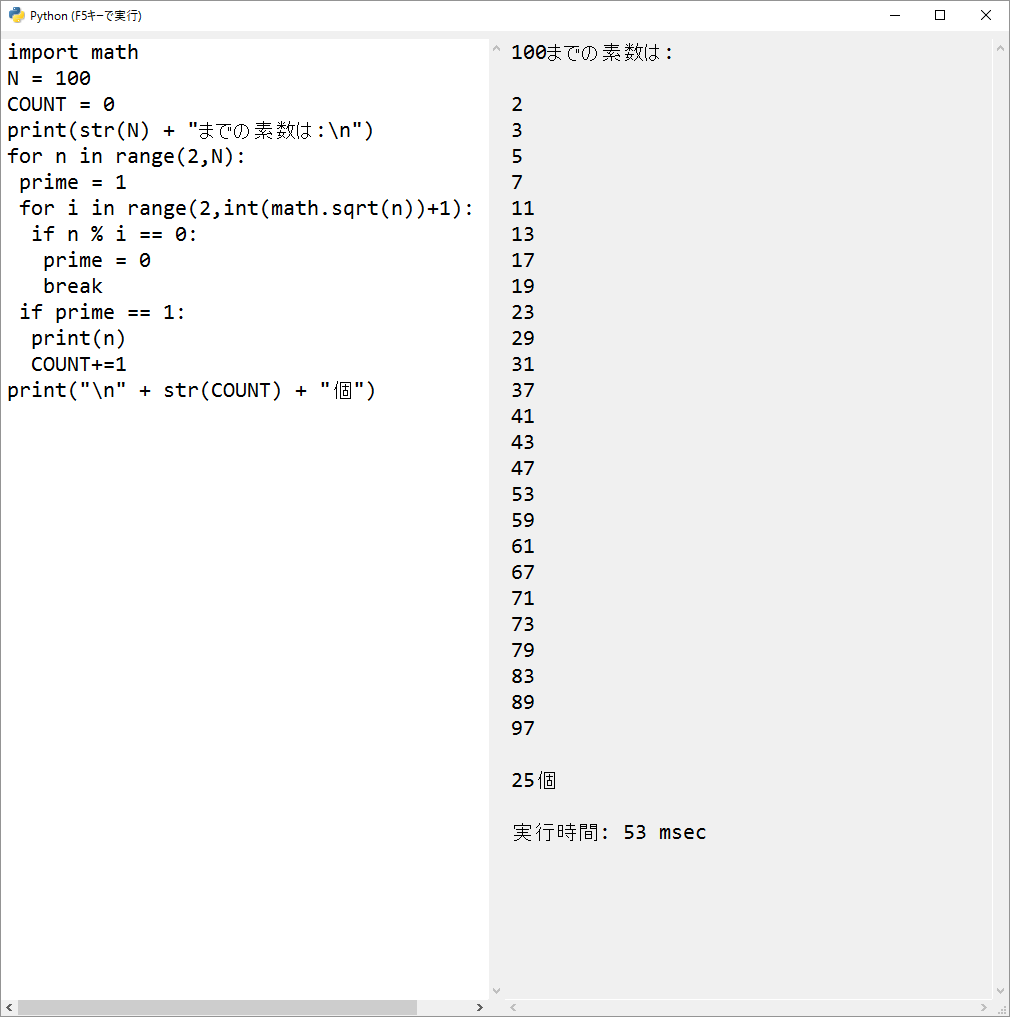 Python (F5キーで実行)
import math
N = 100
COUNT = 0
print(str(N) + "までの素数は:\n")
for n in range(2,N):
 prime = 1
 for i in range(2,int(math.sqrt(n))+1):
  if n % i == 0:
   prime = 0
   break
 if prime == 1:
  print(n)
  COUNT+=1
print("\n" + str(COUNT) + "個")
100までの素数は:
2
3
5
7
11
13
17
19
23
29
31
37
41
43
47
53
59
61
67
71
73
79
83
89
97
25個
実行時間: 53 msec